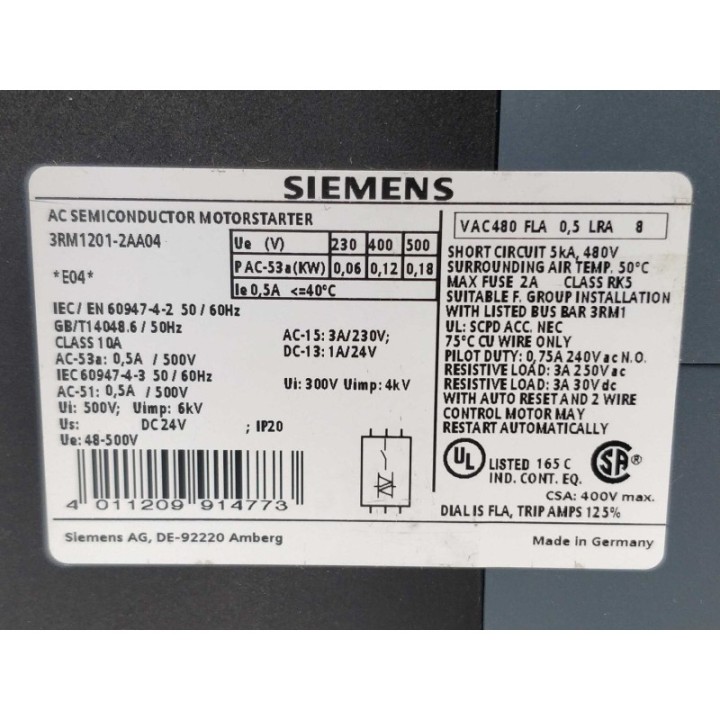 SIEMENS
AC SEMICONDUCTOR MOTORSTARTER
3RM1201-2AA04
*E04*
Ue (V) 230 400 500
P AC-53a(KW) 0,06 0,12 0,18
Ie 0,5A <=40°C
IEC/ EN 60947-4-2 50 / 60Hz
GB/T14048.6 / 50Hz
CLASS 10A
AC-53a: 0,5A / 500V
IEC60947-4-3 50 / 60Hz
AC-51: 0,5A / 500V
Ui: 500V; Uimp: 6kV
Us: DC24V ; IP20
Ue: 48-500V
AC-15: 3A/230V;
DC-13: 1A/24V
Ui: 300V Uimp: 4kV
4 011209 914773
VAC480 FLA 0,5 LRA 8
SHORT CIRCUIT 5kA, 480V
SURROUNDING AIR TEMP. 50°C
MAX FUSE 2A CLASS RK5
SUITABLE F. GROUP INSTALLATION
WITH LISTED BUS BAR 3RM1
UL: SCPD ACC. NEC
75°C CU WIRE ONLY
PILOT DUTY: 0,75A 240V ac N.O.
RESISTIVE LOAD: 3A 250V ac
RESISTIVE LOAD: 3A 30V dc
WITH AUTO RESET AND 2 WIRE
CONTROL MOTOR MAY
RESTART AUTOMATICALLY
UL LISTED 165 C
IND. CONT. EQ.
SA
CSA: 400V max.
DIAL IS FLA, TRIP AMPS 125%
Siemens AG, DE-92220 Amberg
Made in Germany